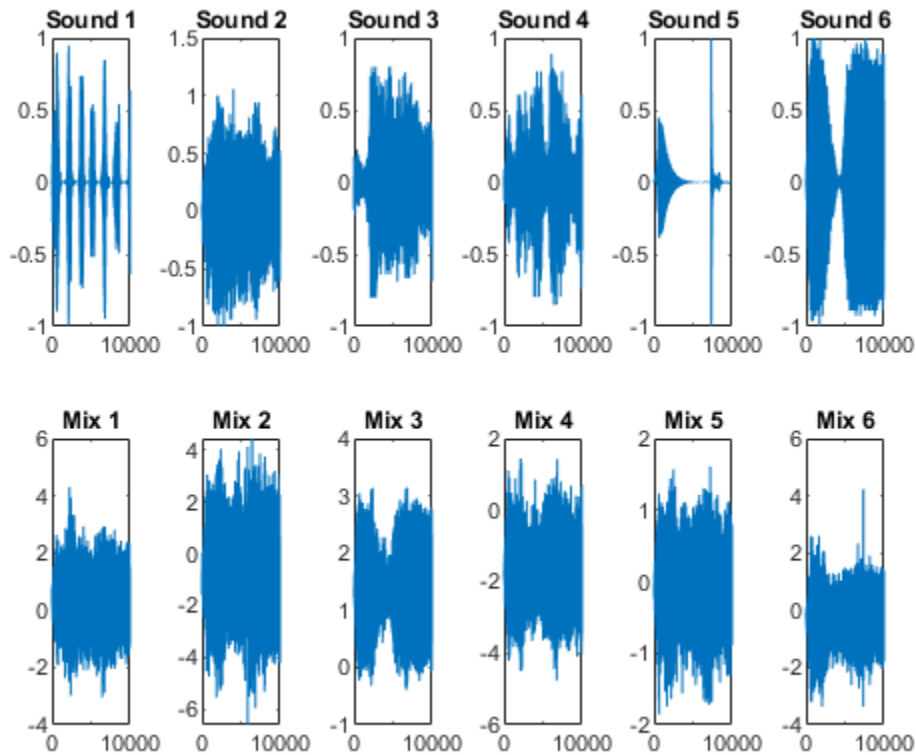 Sound 1 Sound 2 Sound 3 Sound 4 Sound 5 Sound 6
1 1.5 1 1 1 1
1
0.5 0.5 0.5 0.5 0.5
0.5
0 0 0 0 0
0
-0.5 -0.5 -0.5 -0.5 -0.5 -0.5
-1 -1 -1 -1 -1 -1
0 10000 0 10000 0 10000 0 10000 0 10000 0 10000
Mix 1 Mix 2 Mix 3 Mix 4 Mix 5 Mix 6
6 4 2 2 6
4
4 3 0 1 4
2
2 2 2
0 -2 0
0 1 0
-2
-2 0 -4 -1 -2
-4
-6
-4 -1 -6 -2 -4
0 10000 0 10000 0 10000 0 10000 0 10000 0 10000